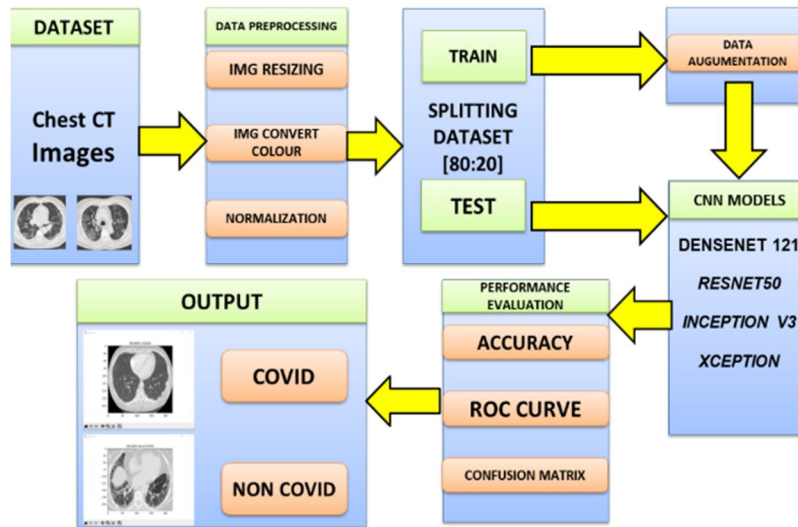 DATASET
Chest CT
Images
DATA PREPROCESSING
IMG RESIZING
IMG CONVERT
COLOUR
NORMALIZATION
TRAIN
SPLITTING
DATASET
[80:20]
TEST
DATA
AUGUMENTATION
CNN MODELS
DENSENET 121
RESNET50
INCEPTION V3
XCEPTION
PERFORMANCE
EVALUATION
ACCURACY
ROC CURVE
CONFUSION MATRIX
OUTPUT
COVID
NON COVID